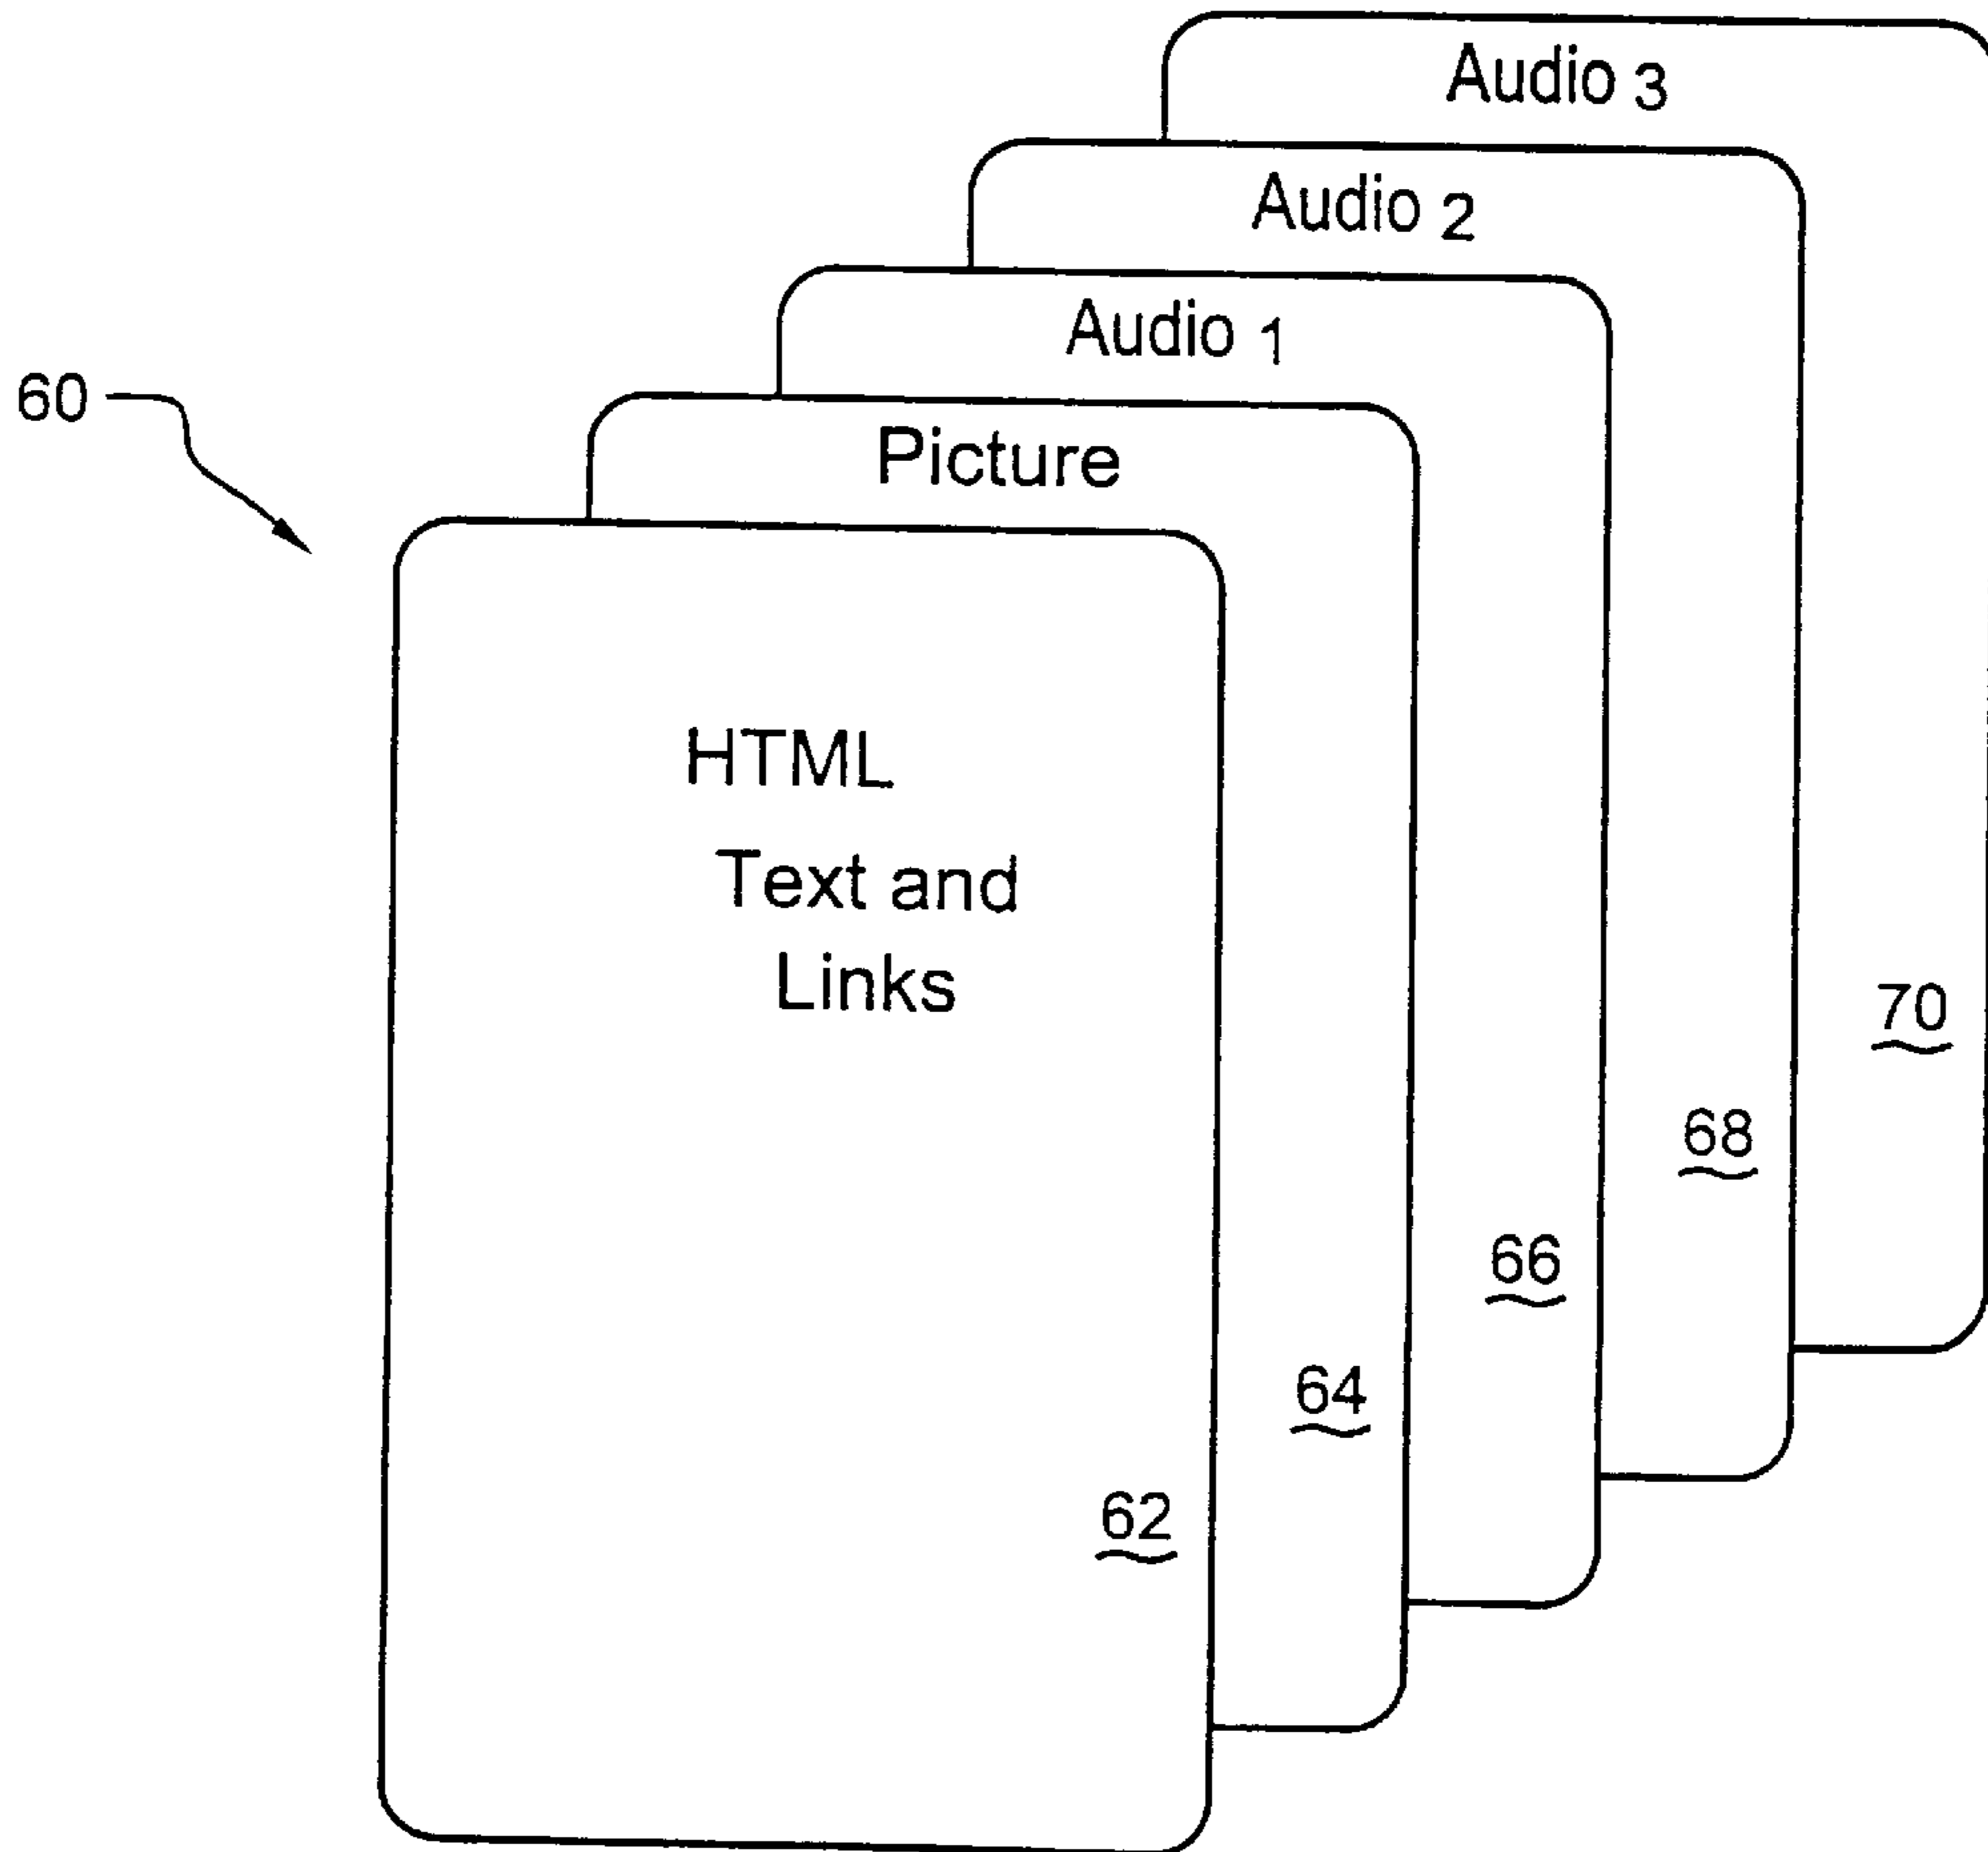 Audio 3
Audio 2
Audio 1
60
Picture
HTML
Text and
Links
70
68
66
64
62